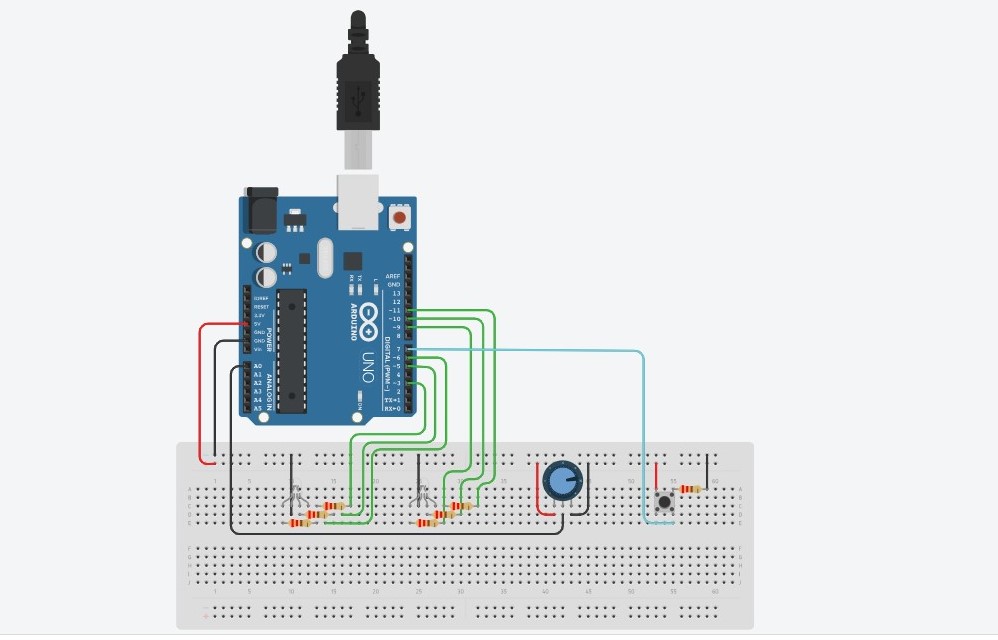 AREF
GND
13
12
~11
~10
~9
8
7
~6
~5
4
~3
2
TX→1
RX←0
DIGITAL (PWM~)
IOREF
RESET
3.3V
5V
GND
GND
Vin
POWER
A0
A1
A2
A3
A4
A5
ANALOG IN
RX
TX
L
ARDUINO
UNO
ON
1 5 10 15 20 25 30 35 40 45 50 55 60